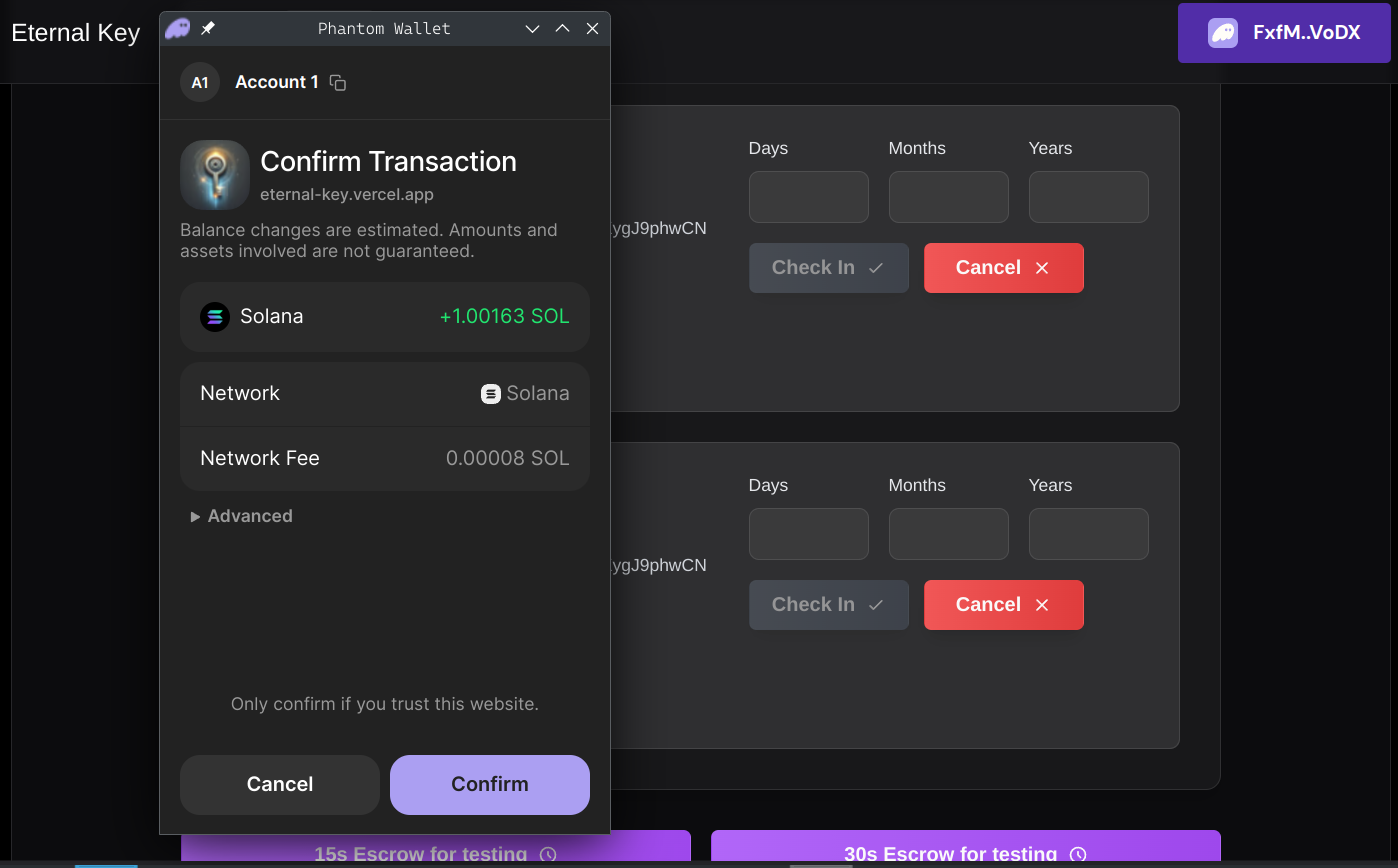 Eternal Key
Phantom Wallet
FxfM..VoDX
A1
Account 1
Confirm Transaction
eternal-key.vercel.app
Balance changes are estimated. Amounts and
assets involved are not guaranteed.
Solana
+1.00163 SOL
Network
Solana
Network Fee
0.00008 SOL
Advanced
Only confirm if you trust this website.
Cancel
Confirm
ygJ9phwCN
Days
Months
Years
Check In
Cancel
ygJ9phwCN
Days
Months
Years
Check In
Cancel
15s Escrow for testing
30s Escrow for testing